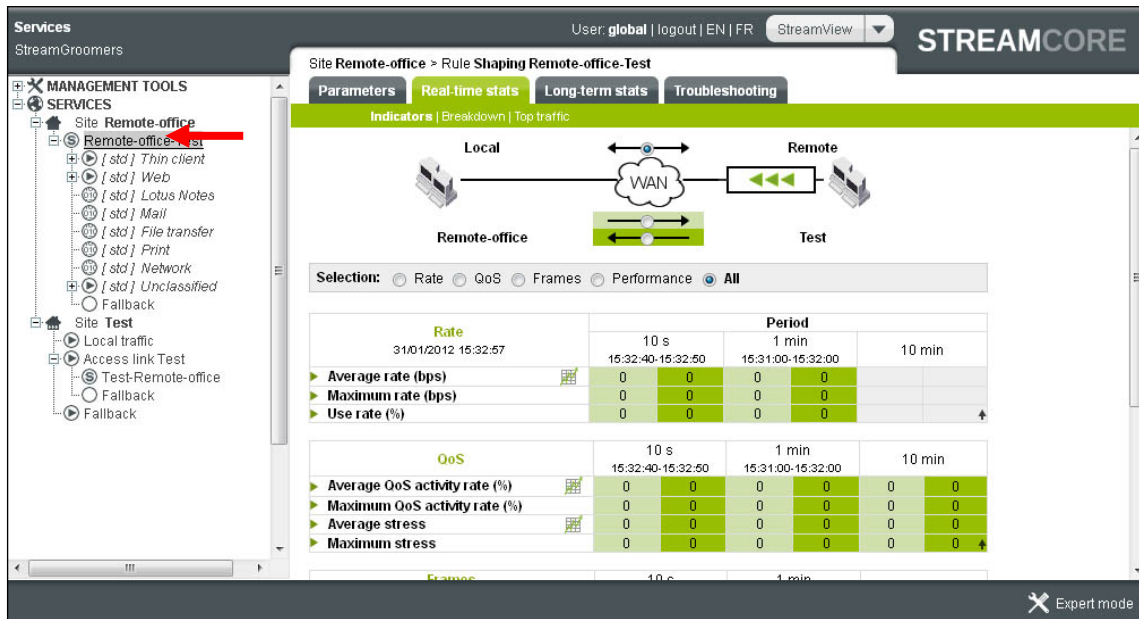 Services
StreamGroomers
User: global | logout | EN | FR
StreamView
STREAMCORE
MANAGEMENT TOOLS
SERVICES
Site Remote-office
Remote-office-Test
[ std ] Thin client
[ std ] Web
[ std ] Lotus Notes
[ std ] Mail
[ std ] File transfer
[ std ] Print
[ std ] Network
[ std ] Unclassified
Fallback
Site Test
Local traffic
Access link Test
Test-Remote-office
Fallback
Fallback
Site Remote-office > Rule Shaping Remote-office-Test
Parameters Real-time stats Long-term stats Troubleshooting
Indicators | Breakdown | Top traffic
Local Remote
WAN
Remote-office Test
Selection: Rate QoS Frames Performance All
Rate
31/01/2012 15:32:57
Period
10 s 1 min 10 min
15:32:40-15:32:50 15:31:00-15:32:00
Average rate (bps) 0 0 0 0
Maximum rate (bps) 0 0 0 0
Use rate (%) 0 0 0 0
QoS
10 s 1 min 10 min
15:32:40-15:32:50 15:31:00-15:32:00
Average QoS activity rate (%) 0 0 0 0 0 0
Maximum QoS activity rate (%) 0 0 0 0 0 0
Average stress 0 0 0 0 0 0
Maximum stress 0 0 0 0 0 0
Frames 10 s 1 min
Expert mode